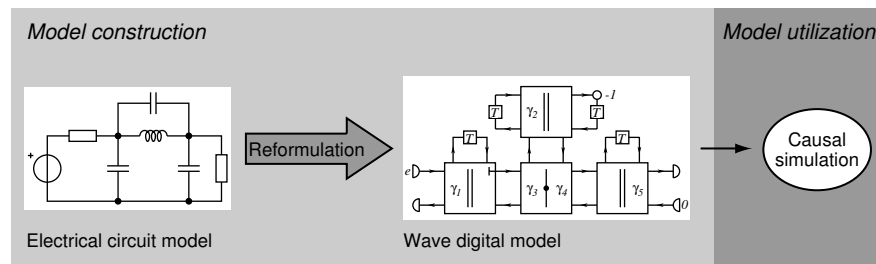 Model construction
Model utilization
+
Reformulation
T
γ2
-1
T
T
T
e
γ1
γ3
γ4
γ5
0
Causal
simulation
Electrical circuit model
Wave digital model